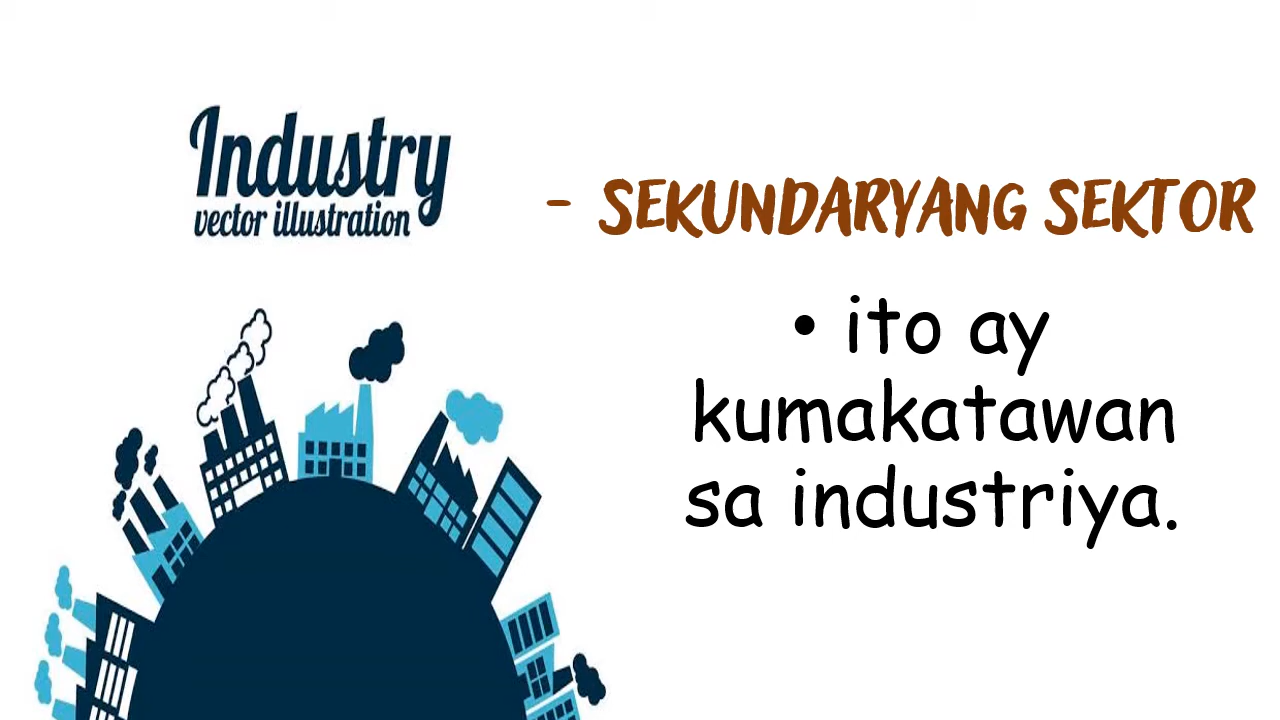 Industry
vector illustration
- SEKUNDARYANG SEKTOR
• ito ay
kumakatawan
sa industriya.